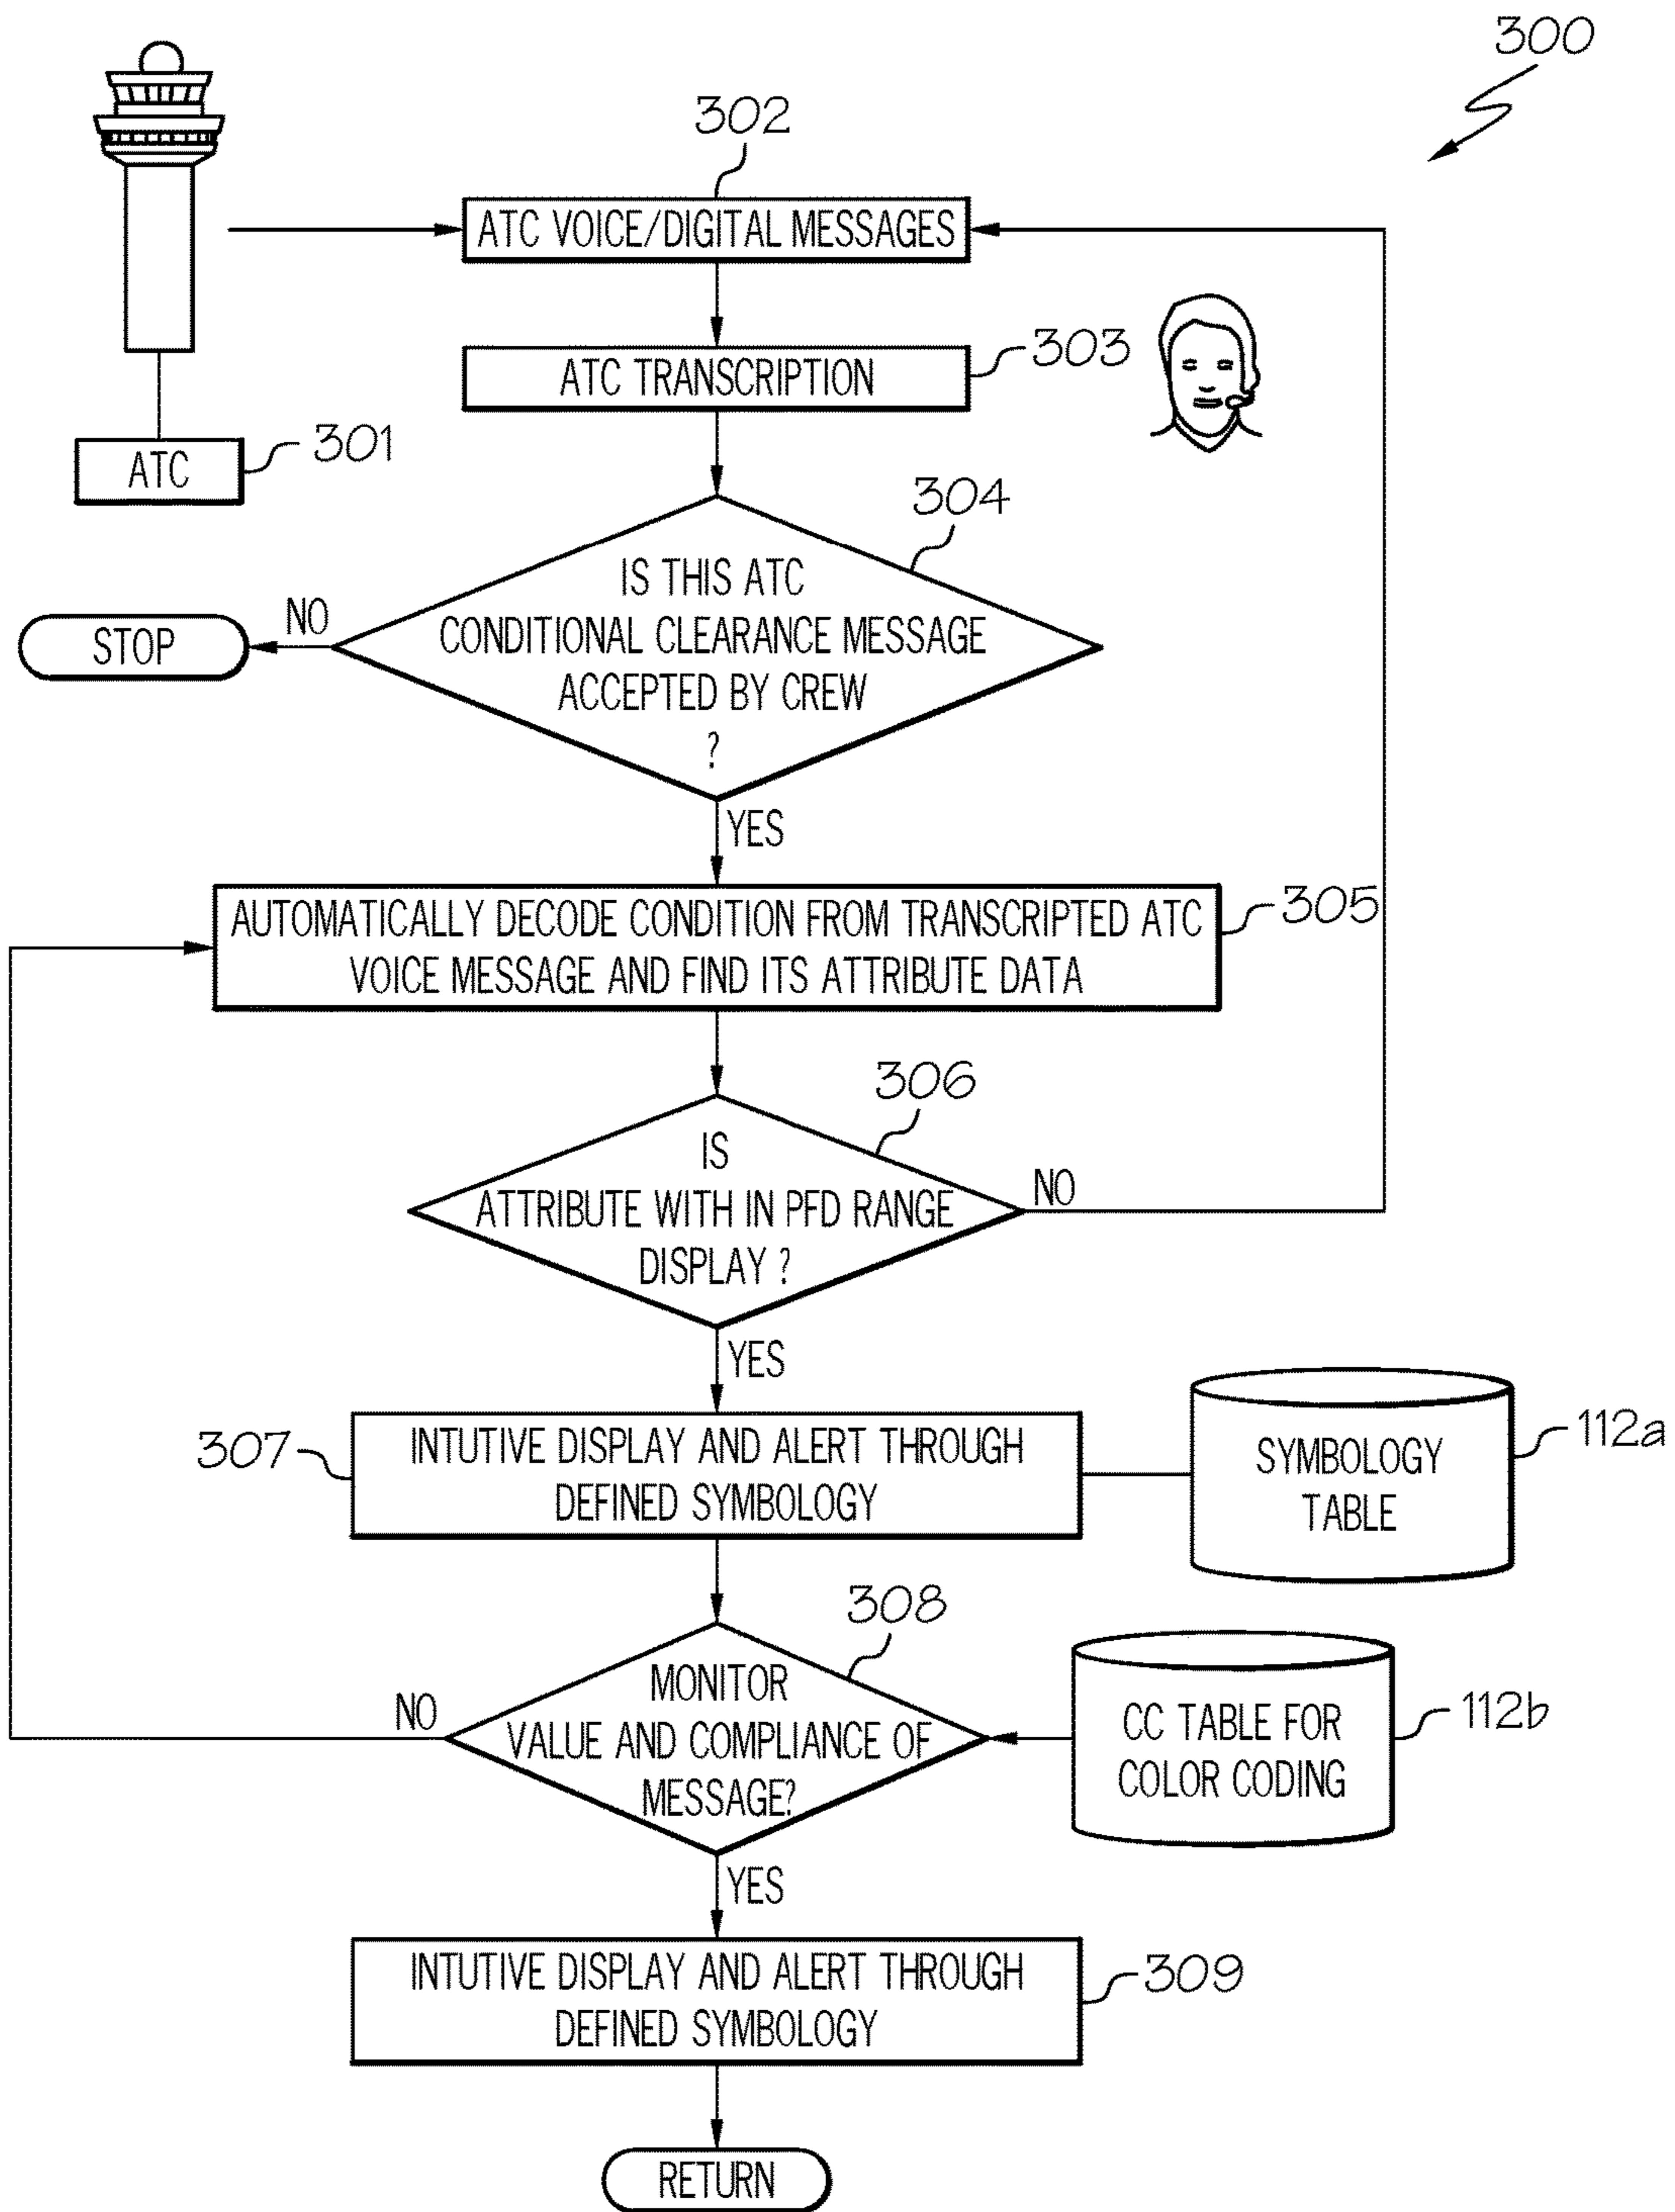 300
302
ATC VOICE/DIGITAL MESSAGES
ATC TRANSCRIPTION
303
ATC
301
304
IS THIS ATC
CONDITIONAL CLEARANCE MESSAGE
ACCEPTED BY CREW
?
NO
STOP
YES
AUTOMATICALLY DECODE CONDITION FROM TRANSCRIPTED ATC
VOICE MESSAGE AND FIND ITS ATTRIBUTE DATA
305
306
IS
ATTRIBUTE WITH IN PFD RANGE
DISPLAY ?
NO
YES
307
INTUTIVE DISPLAY AND ALERT THROUGH
DEFINED SYMBOLOGY
SYMBOLOGY
TABLE
112a
308
MONITOR
VALUE AND COMPLIANCE OF
MESSAGE?
NO
CC TABLE FOR
COLOR CODING
112b
YES
INTUTIVE DISPLAY AND ALERT THROUGH
DEFINED SYMBOLOGY
309
RETURN